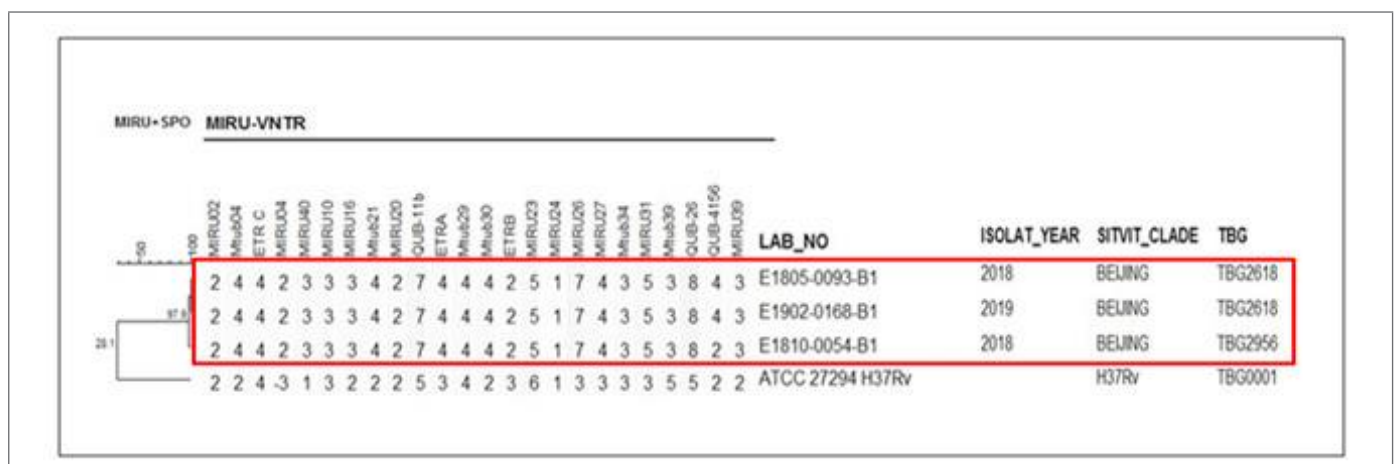 MIRU+SPO MIRU-VNTR
50 100 MIRU02 Mtub04 ETR C MIRU04 MIRU40 MIRU10 MIRU16 Mtub21 MIRU20 QUB-11b ETRA Mtub29 Mtub30 ETRB MIRU23 MIRU24 MIRU26 MIRU27 Mtub34 MIRU31 Mtub39 QUB-26 QUB-4156 MIRU39 LAB_NO ISOLAT_YEAR SITVIT_CLADE TBG
2 4 4 2 3 3 3 4 2 7 4 4 4 2 5 1 7 4 3 5 3 8 4 3 E1805-0093-B1 2018 BEIJING TBG2618
2 4 4 2 3 3 3 4 2 7 4 4 4 2 5 1 7 4 3 5 3 8 4 3 E1902-0168-B1 2019 BEIJING TBG2618
2 4 4 2 3 3 3 4 2 7 4 4 4 2 5 1 7 4 3 5 3 8 2 3 E1810-0054-B1 2018 BEIJING TBG2956
2 2 4 -3 1 3 2 2 2 5 3 4 2 3 6 1 3 3 3 3 5 5 2 2 ATCC 27294 H37Rv H37Rv TBG0001